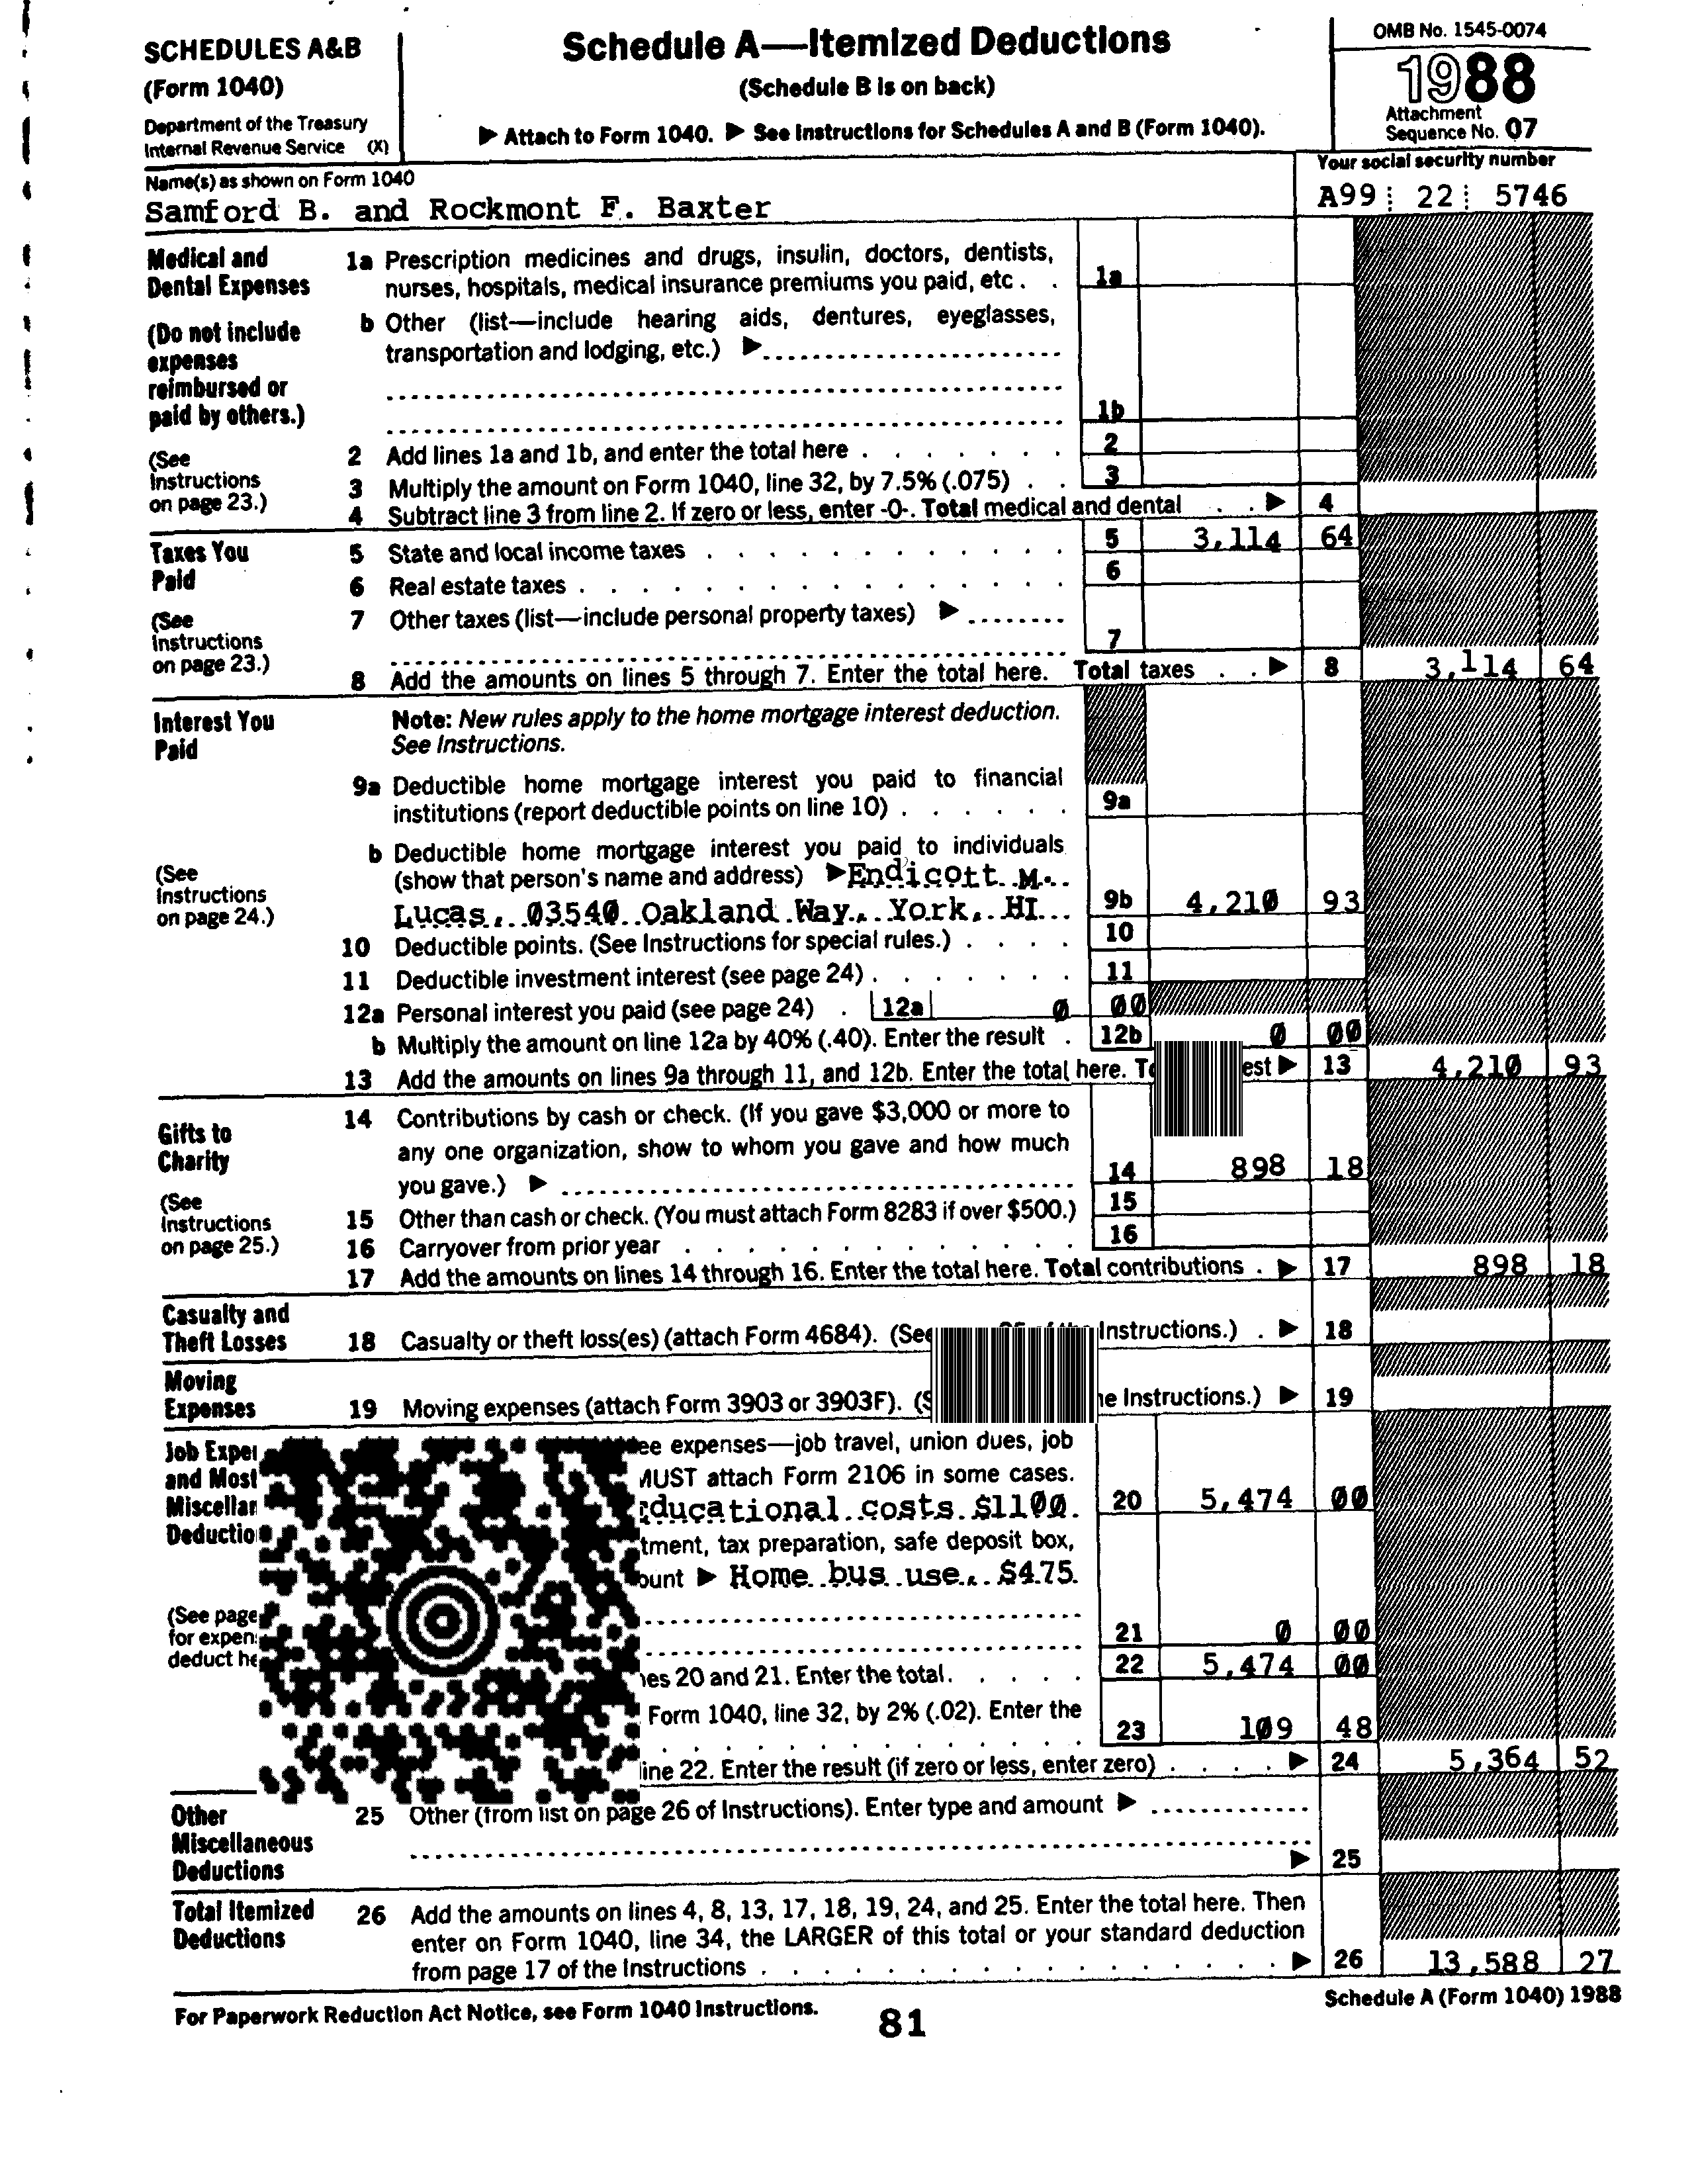 SCHEDULES A&B
(Form 1040)
Department of the Treasury
Internal Revenue Service (X)
Schedule A—Itemized Deductions
(Schedule B is on back)
▶ Attach to Form 1040. ▶ See Instructions for Schedules A and B (Form 1040).
OMB No. 1545-0074
1988
Attachment
Sequence No. 07
Name(s) as shown on Form 1040
Samford B. and Rockmont F. Baxter
Your social security number
A99 22 5746
Medical and
Dental Expenses
(Do not include
expenses
reimbursed or
paid by others.)
(See
Instructions
on page 23.)
1a Prescription medicines and drugs, insulin, doctors, dentists,
nurses, hospitals, medical insurance premiums you paid, etc . . 1a
b Other (list—include hearing aids, dentures, eyeglasses,
transportation and lodging, etc.) ▶
1b
2 Add lines 1a and 1b, and enter the total here . . . . . . . 2
3 Multiply the amount on Form 1040, line 32, by 7.5% (.075) . . 3
4 Subtract line 3 from line 2. If zero or less, enter -0-. Total medical and dental . . ▶ 4
Taxes You
Paid
(See
Instructions
on page 23.)
5 State and local income taxes . . . . . . . . . . . . 5 3,114 64
6 Real estate taxes . . . . . . . . . . . . . . . 6
7 Other taxes (list—include personal property taxes) ▶
7
8 Add the amounts on lines 5 through 7. Enter the total here. Total taxes . . ▶ 8 3,114 64
Interest You
Paid
(See
Instructions
on page 24.)
Note: New rules apply to the home mortgage interest deduction.
See Instructions.
9a Deductible home mortgage interest you paid to financial
institutions (report deductible points on line 10) . . . . . . 9a
b Deductible home mortgage interest you paid to individuals
(show that person's name and address) ▶ Endicott M.
Lucas, 03540 Oakland Way, York, HI 9b 4,210 93
10 Deductible points. (See Instructions for special rules.) . . . . 10
11 Deductible investment interest (see page 24) . . . . . . . 11
12a Personal interest you paid (see page 24) . 12a 0 00
b Multiply the amount on line 12a by 40% (.40). Enter the result . 12b 0 00
13 Add the amounts on lines 9a through 11, and 12b. Enter the total here. est ▶ 13 4,210 93
Gifts to
Charity
(See
Instructions
on page 25.)
14 Contributions by cash or check. (If you gave $3,000 or more to
any one organization, show to whom you gave and how much
you gave.) ▶ 14 898 18
15 Other than cash or check. (You must attach Form 8283 if over $500.) 15
16 Carryover from prior year . . . . . . . . . . . . . 16
17 Add the amounts on lines 14 through 16. Enter the total here. Total contributions . ▶ 17 898 18
Casualty and
Theft Losses
18 Casualty or theft loss(es) (attach Form 4684). (See Instructions.) . ▶ 18
Moving
Expenses
19 Moving expenses (attach Form 3903 or 3903F). (S Instructions.) ▶ 19
Job Exper
and Most
Miscellar
Deductio
(See page
for expen
deduct he
ee expenses—job travel, union dues, job
MUST attach Form 2106 in some cases.
Educational costs $1100 20 5,474 00
tment, tax preparation, safe deposit box,
ount ▶ Home bus use, $475
21 0 00
nes 20 and 21. Enter the total. . . . . 22 5,474 00
Form 1040, line 32, by 2% (.02). Enter the
23 109 48
line 22. Enter the result (if zero or less, enter zero) . . . . ▶ 24 5,364 52
Other
Miscellaneous
Deductions
25 Other (from list on page 26 of Instructions). Enter type and amount ▶
▶ 25
Total Itemized
Deductions
26 Add the amounts on lines 4, 8, 13, 17, 18, 19, 24, and 25. Enter the total here. Then
enter on Form 1040, line 34, the LARGER of this total or your standard deduction
from page 17 of the Instructions . . . . . . . . . . . . . . . . ▶ 26 13,588 27
For Paperwork Reduction Act Notice, see Form 1040 Instructions.
81
Schedule A (Form 1040) 1988